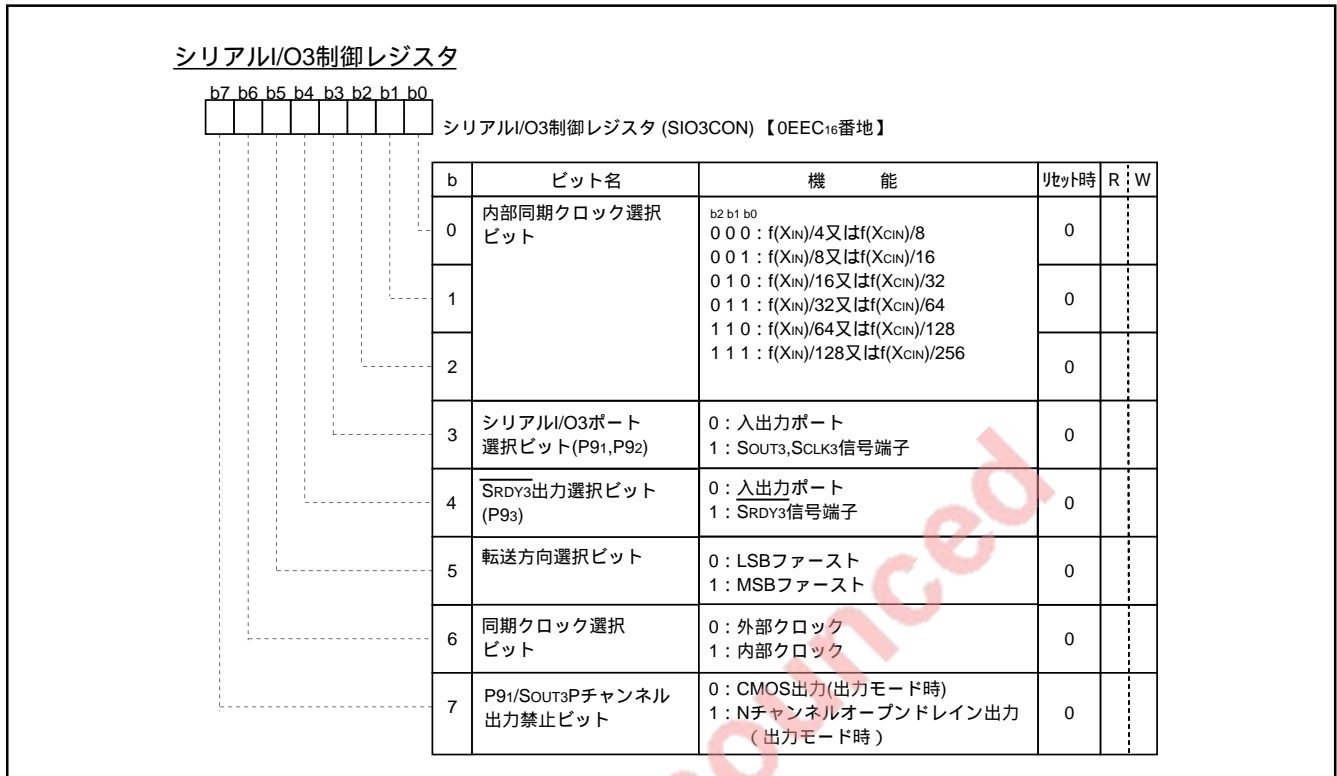 シリアルI/O3制御レジスタ
b7 b6 b5 b4 b3 b2 b1 b0
シリアルI/O3制御レジスタ (SIO3CON) 【0EEC16番地】
b ビット名 機 能 リセット時 R W
0 内部同期クロック選択
ビット
b2 b1 b0
0 0 0 : f(XIN)/4又はf(XCIN)/8
0 0 1 : f(XIN)/8又はf(XCIN)/16
0 1 0 : f(XIN)/16又はf(XCIN)/32
0 1 1 : f(XIN)/32又はf(XCIN)/64
1 1 0 : f(XIN)/64又はf(XCIN)/128
1 1 1 : f(XIN)/128又はf(XCIN)/256
0
1 0
2 0
3 シリアルI/O3ポート
選択ビット(P91,P92)
0 : 入出力ポート
1 : SOUT3,SCLK3信号端子
0
4 SRDY3出力選択ビット
(P93)
0 : 入出力ポート
1 : SRDY3信号端子
0
5 転送方向選択ビット
0 : LSBファースト
1 : MSBファースト
0
6 同期クロック選択
ビット
0 : 外部クロック
1 : 内部クロック
0
7 P91/SOUT3Pチャンネル
出力禁止ビット
0 : CMOS出力(出力モード時)
1 : Nチャンネルオープンドレイン出力
(出力モード時)
0
ounced